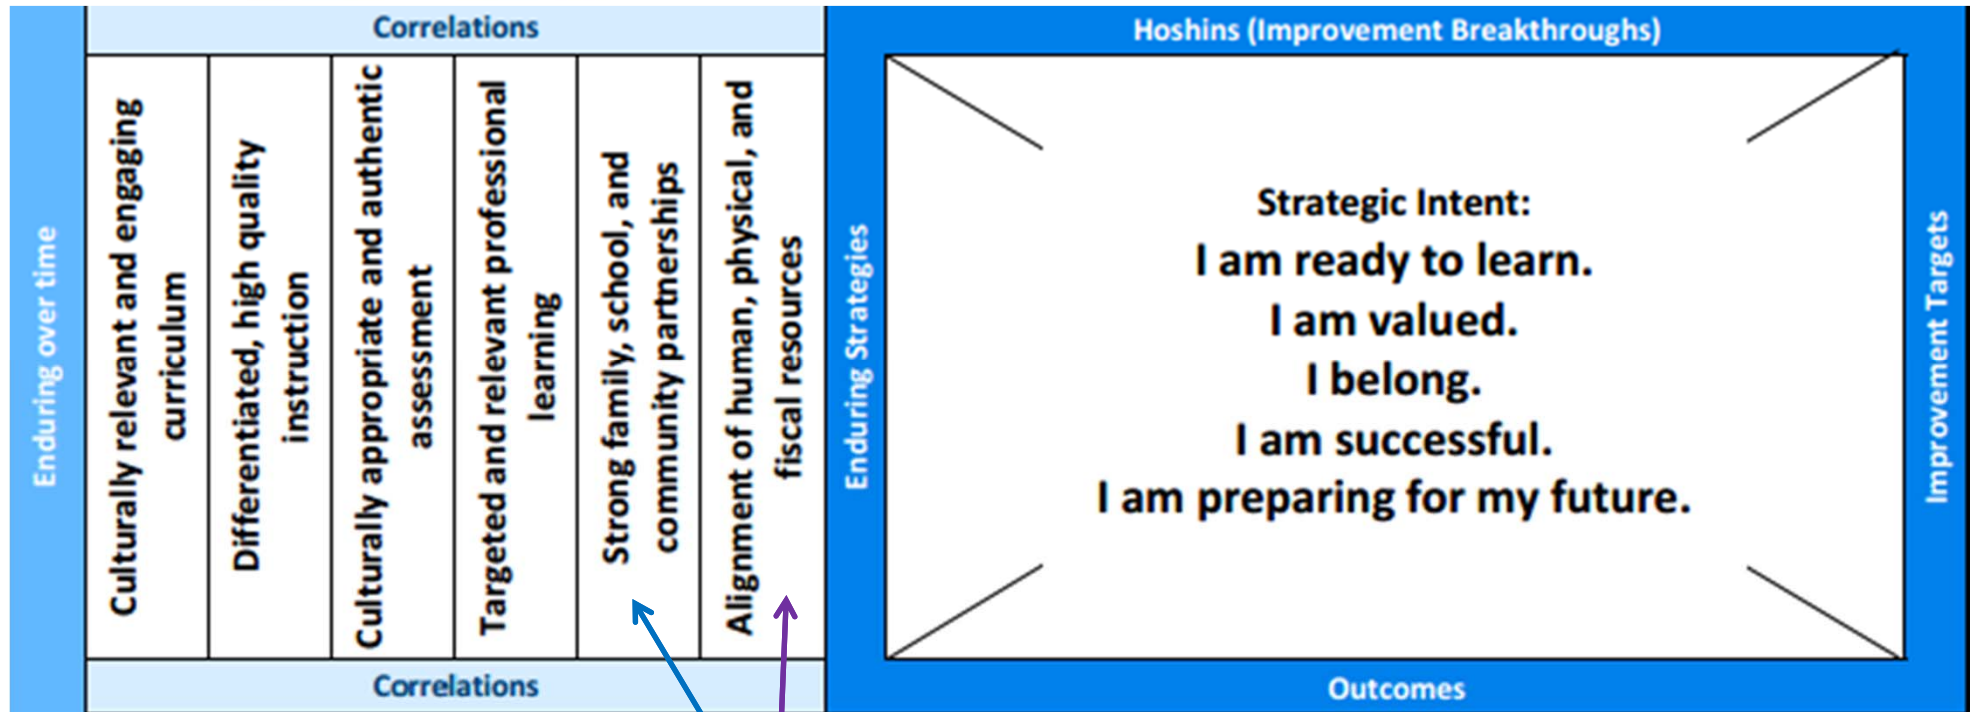 Correlations
Hoshins (Improvement Breakthroughs)
Enduring over time
Culturally relevant and engaging
curriculum
Differentiated, high quality
instruction
Culturally appropriate and authentic
assessment
Targeted and relevant professional
learning
Strong family, school, and
community partnerships
Alignment of human, physical, and
fiscal resources
Enduring Strategies
Strategic Intent:
I am ready to learn.
I am valued.
I belong.
I am successful.
I am preparing for my future.
Improvement Targets
Correlations
Outcomes